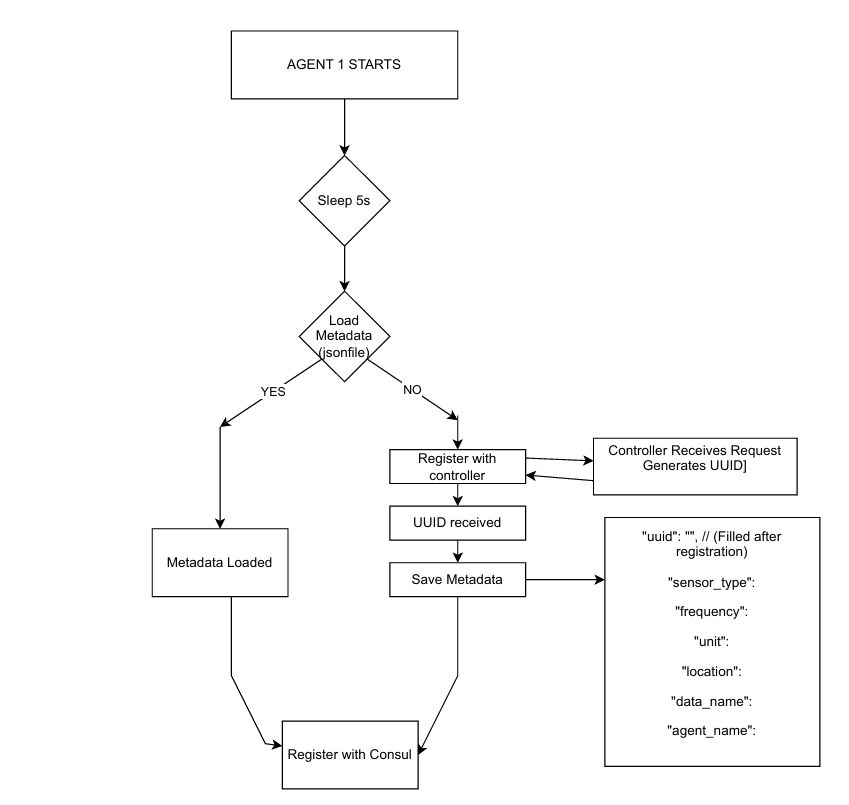 AGENT 1 STARTS
Sleep 5s
Load
Metadata
(jsonfile)
YES
NO
Register with
controller
Controller Receives Request
Generates UUID]
UUID received
Metadata Loaded
Save Metadata
"uuid": "", // (Filled after
registration)
"sensor_type":
"frequency":
"unit":
"location":
"data_name":
"agent_name":
Register with Consul